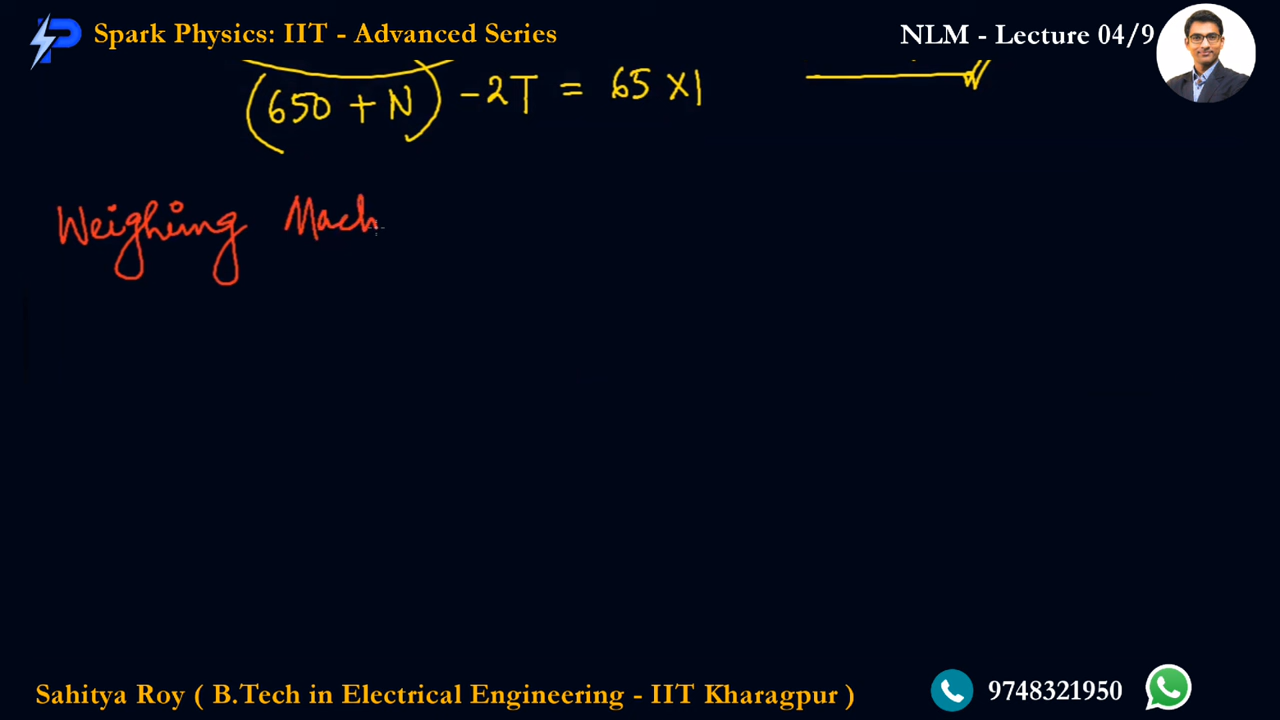 Spark Physics: IIT - Advanced Series
NLM - Lecture 04/9
(650 + N) - 2T = 65 × 1
Weighing Mach
Sahitya Roy ( B.Tech in Electrical Engineering - IIT Kharagpur )
9748321950